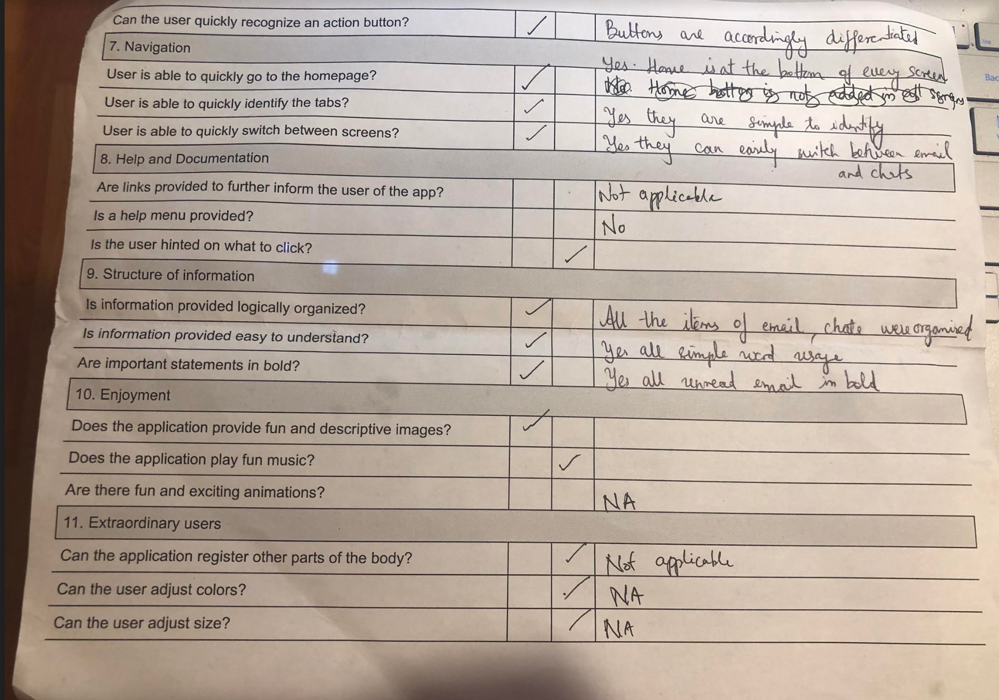 Can the user quickly recognize an action button? ✓ Buttons are accordingly differentiated
7. Navigation
Yes. Home is at the bottom of every screen
User is able to quickly go to the homepage? ✓ Home button is not added in all screens
User is able to quickly identify the tabs? ✓ Yes they are simple to identify
User is able to quickly switch between screens? ✓ Yes they can easily switch between email
8. Help and Documentation
and chats
Are links provided to further inform the user of the app? Not applicable
Is a help menu provided? No
Is the user hinted on what to click? ✓
9. Structure of information
Is information provided logically organized? ✓ All the items of email, chats were organised
Is information provided easy to understand? ✓ Yes all simple word usage
Are important statements in bold? ✓ Yes all unread email in bold
10. Enjoyment
Does the application provide fun and descriptive images? ✓
Does the application play fun music? ✓
Are there fun and exciting animations? NA
11. Extraordinary users
Can the application register other parts of the body? ✓ Not applicable
Can the user adjust colors? ✓ NA
Can the user adjust size? ✓ NA
Ins